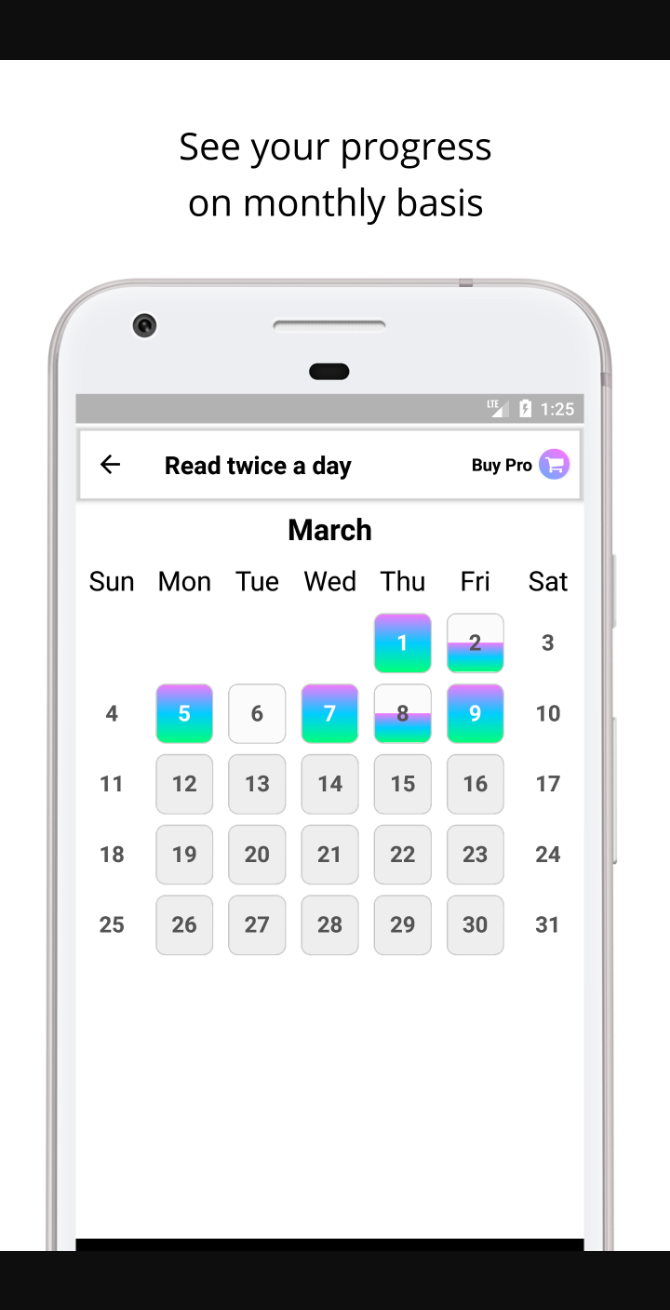 See your progress
on monthly basis
LTE 1:25
Read twice a day Buy Pro
March
Sun Mon Tue Wed Thu Fri Sat
1 2 3
4 5 6 7 8 9 10
11 12 13 14 15 16 17
18 19 20 21 22 23 24
25 26 27 28 29 30 31